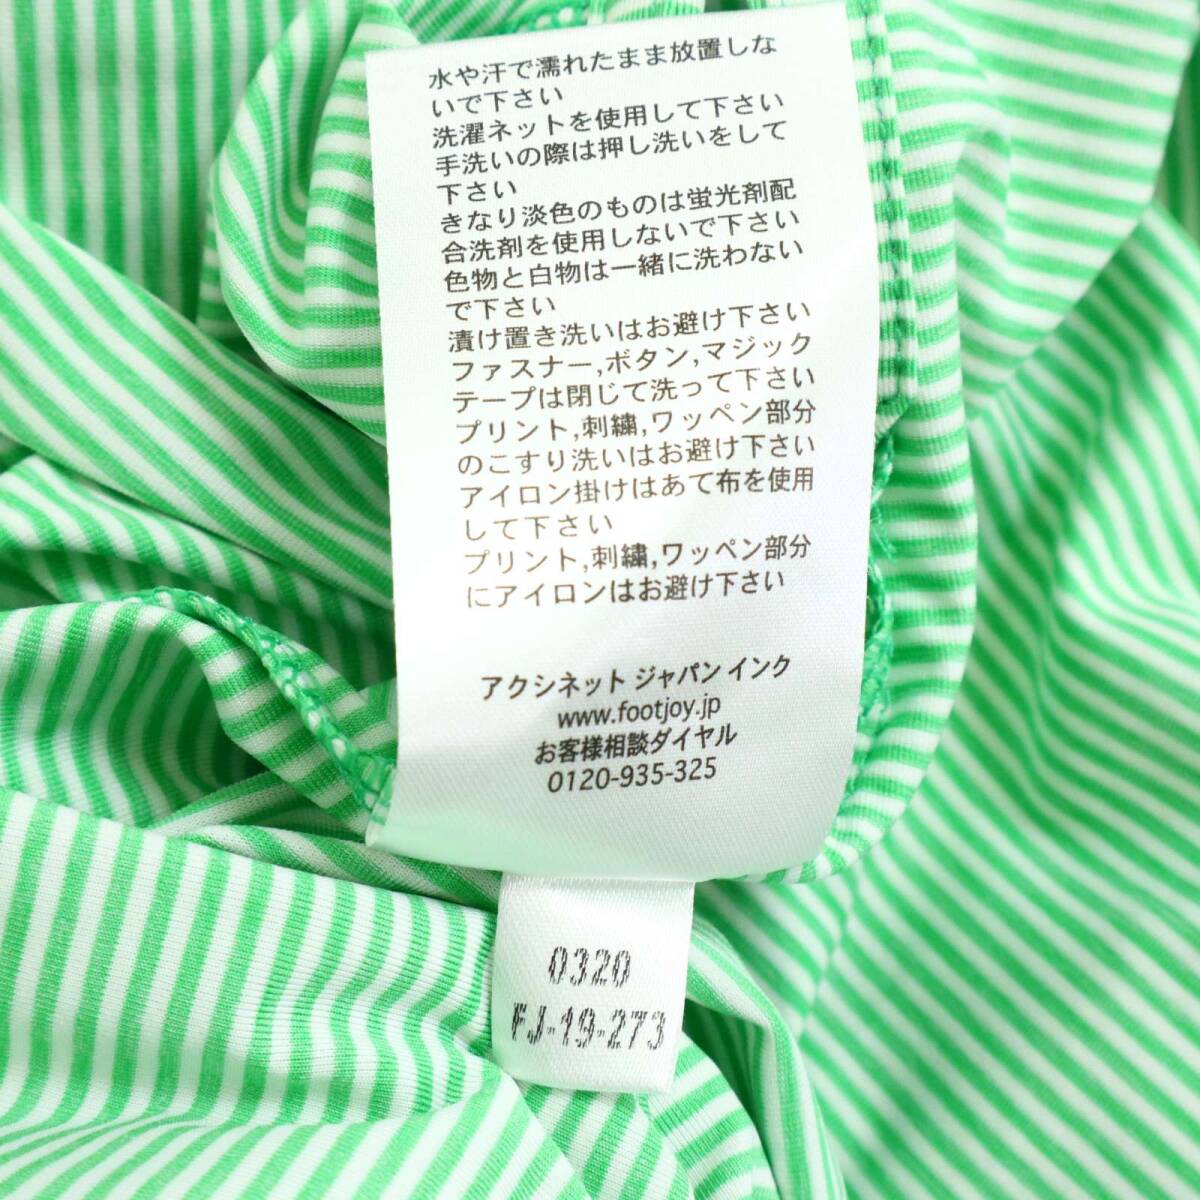 水や汗で濡れたまま放置しな
いで下さい
洗濯ネットを使用して下さい
手洗いの際は押し洗いをして
下さい
きなり淡色のものは蛍光剤配
合洗剤を使用しないで下さい
色物と白物は一緒に洗わない
で下さい
漬け置き洗いはお避け下さい
ファスナー,ボタン,マジック
テープは閉じて洗って下さい
プリント,刺繍,ワッペン部分
のこすり洗いはお避け下さい
アイロン掛けはあて布を使用
して下さい
プリント,刺繍,ワッペン部分
にアイロンはお避け下さい
アクシネット ジャパン インク
www.footjoy.jp
お客様相談ダイヤル
0120-935-325
0320
FJ-19-273